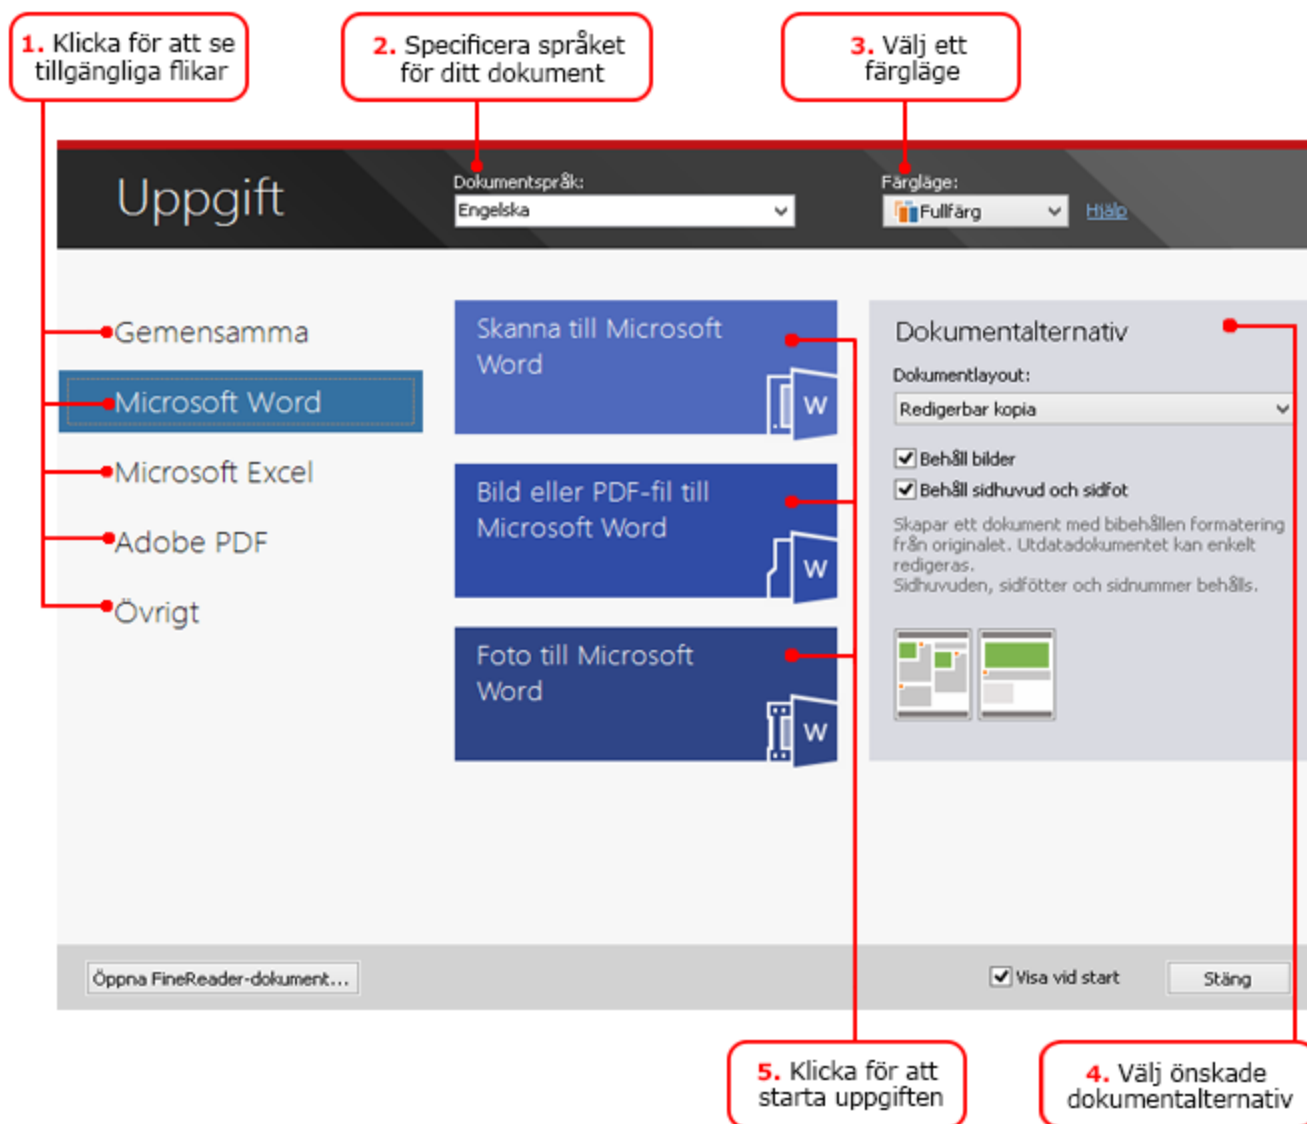 1. Klicka för att se
tillgängliga flikar
2. Specificera språket
för ditt dokument
3. Välj ett
färgläge
Uppgift
Dokumentspråk:
Engelska
Färgläge:
Fullfärg
Hjälp
Gemensamma
Microsoft Word
Microsoft Excel
Adobe PDF
Övrigt
Skanna till Microsoft
Word
W
Bild eller PDF-fil till
Microsoft Word
W
Foto till Microsoft
Word
W
Dokumentalternativ
Dokumentlayout:
Redigerbar kopia
Behåll bilder
Behåll sidhuvud och sidfot
Skapar ett dokument med bibehållen formatering
från originalet. Utdatadokumentet kan enkelt
redigeras.
Sidhuvuden, sidfötter och sidnummer behålls.
Öppna FineReader-dokument...
Visa vid start
Stäng
5. Klicka för att
starta uppgiften
4. Välj önskade
dokumentalternativ